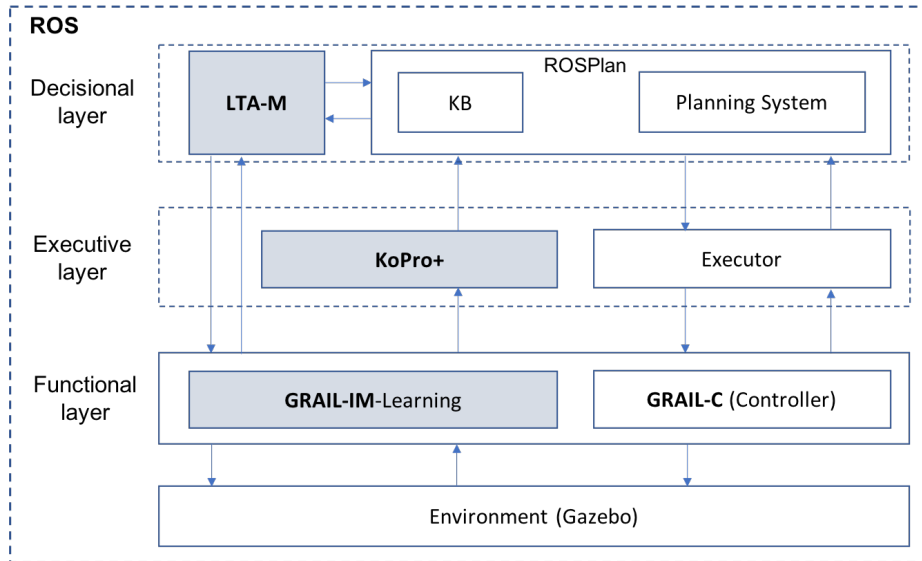 ROS
Decisional
layer
LTA-M
ROSPlan
KB
Planning System
Executive
layer
KoPro+
Executor
Functional
layer
GRAIL-IM-Learning
GRAIL-C (Controller)
Environment (Gazebo)